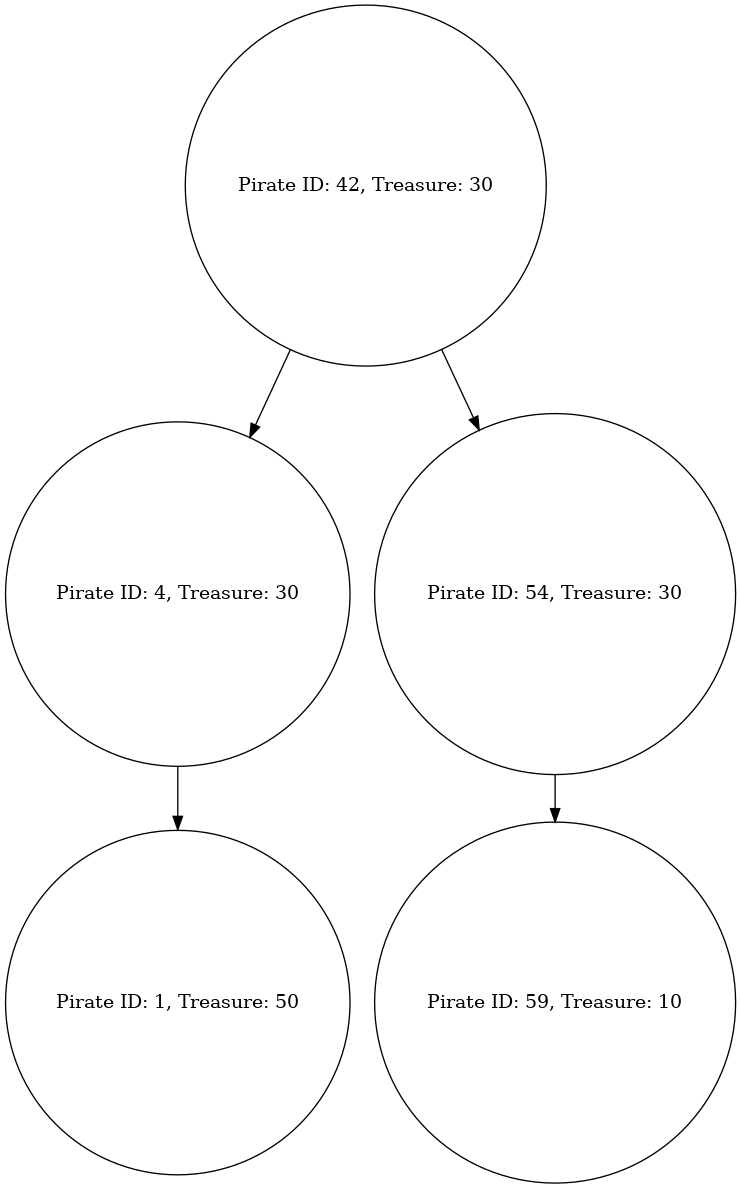 Pirate ID: 42, Treasure: 30
Pirate ID: 4, Treasure: 30
Pirate ID: 54, Treasure: 30
Pirate ID: 1, Treasure: 50
Pirate ID: 59, Treasure: 10